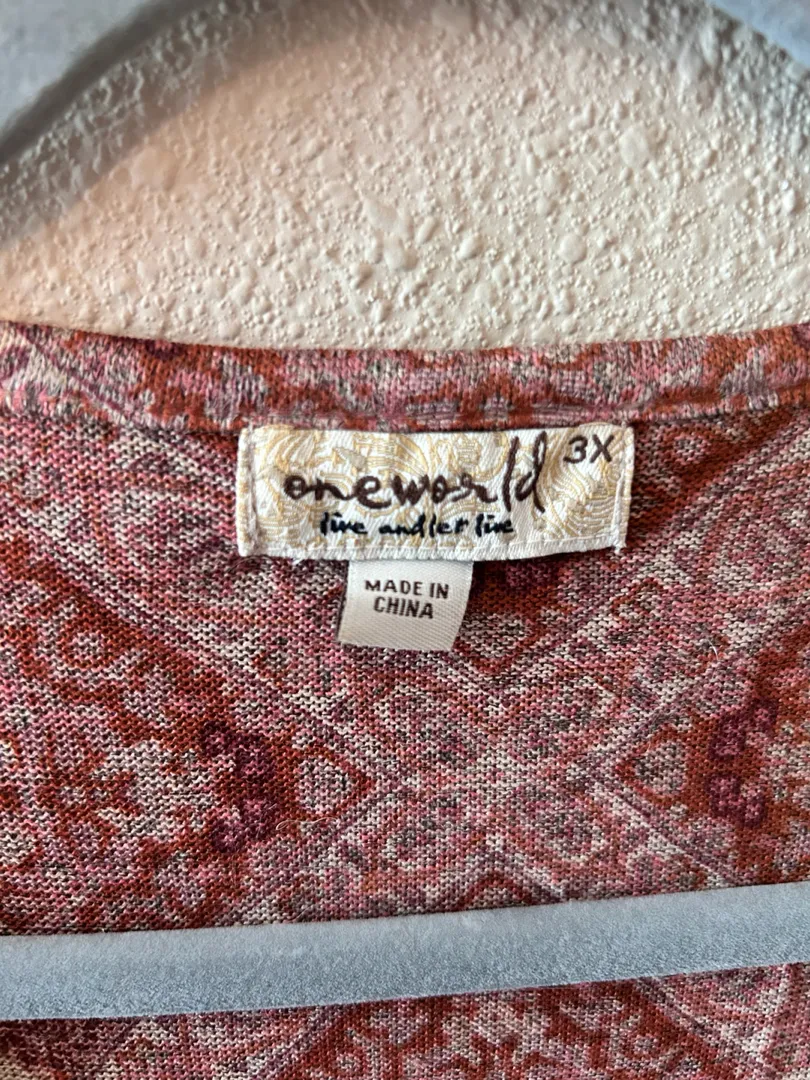 oneworld 3X
live and let live
MADE IN
CHINA